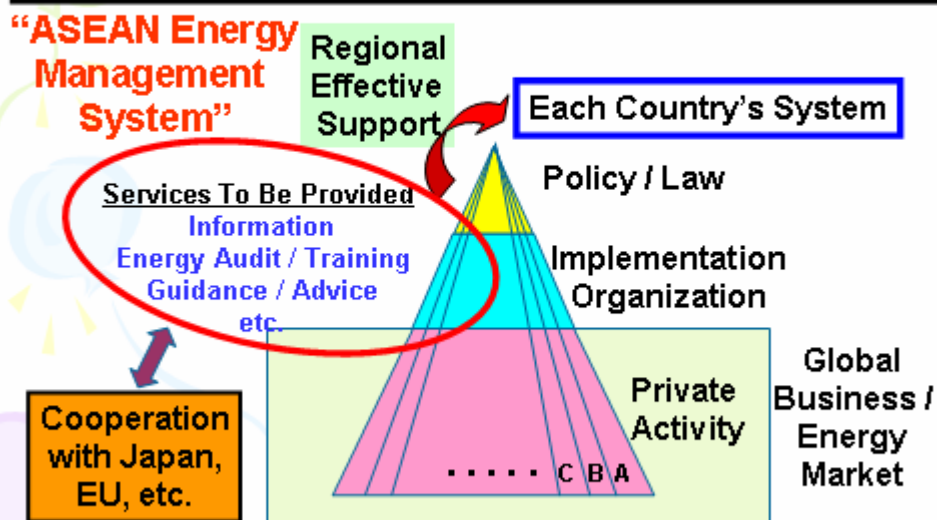 “ASEAN Energy
Management
System”
Regional
Effective
Support
Each Country's System
Services To Be Provided
Information
Energy Audit / Training
Guidance / Advice
etc.
Policy / Law
Implementation
Organization
Private
Activity
Global
Business /
Energy
Market
Cooperation
with Japan,
EU, etc.
. . . . . C B A